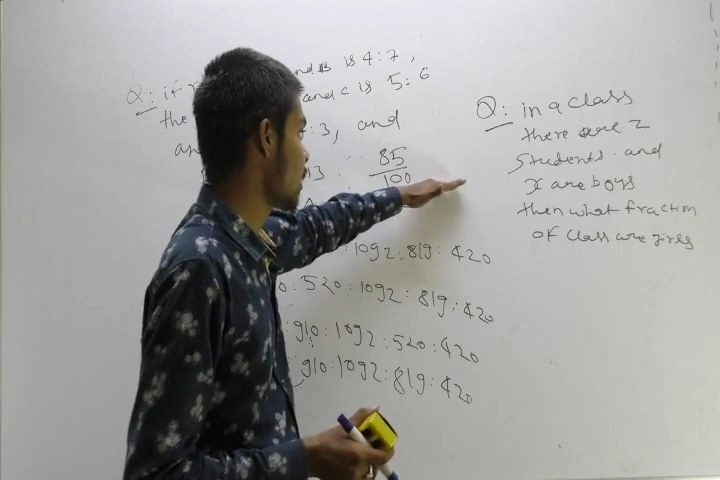 Q: if
and B is 4:7,
and C is 5:6
the
:3, and
an
13
85
100
1092:819:420
0:520:1092:819:420
910:1092:520:420
910:1092:819:420
Q: in a class
there are z
Students and
x are boys
then what fraction
of class are girls